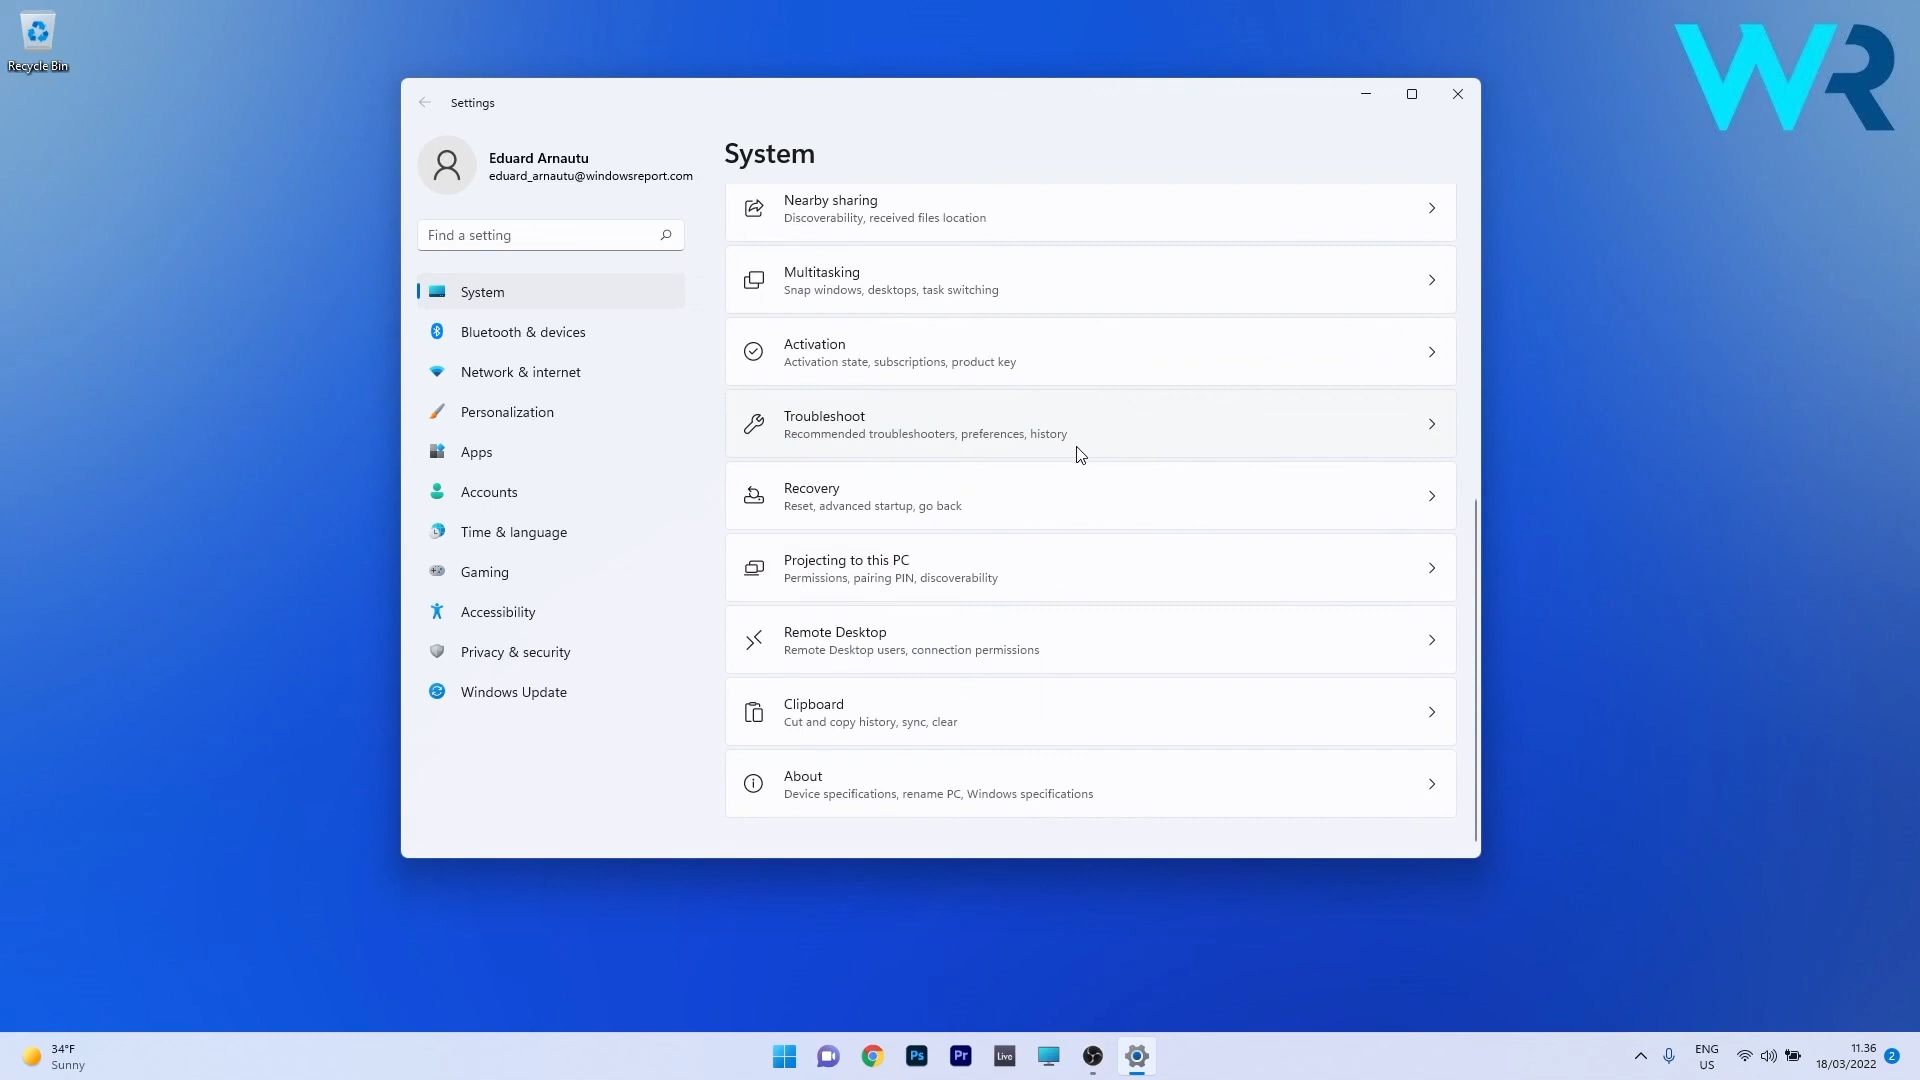 Recycle Bin
WR
Settings
Eduard Arnautu
eduard_arnautu@windowsreport.com
Find a setting
System
Bluetooth & devices
Network & internet
Personalization
Apps
Accounts
Time & language
Gaming
Accessibility
Privacy & security
Windows Update
System
Nearby sharing
Discoverability, received files location
Multitasking
Snap windows, desktops, task switching
Activation
Activation state, subscriptions, product key
Troubleshoot
Recommended troubleshooters, preferences, history
Recovery
Reset, advanced startup, go back
Projecting to this PC
Permissions, pairing PIN, discoverability
Remote Desktop
Remote Desktop users, connection permissions
Clipboard
Cut and copy history, sync, clear
About
Device specifications, rename PC, Windows specifications
34°F
Sunny
Ps
Pr
Live
ENG
US
11.36
18/03/2022
2